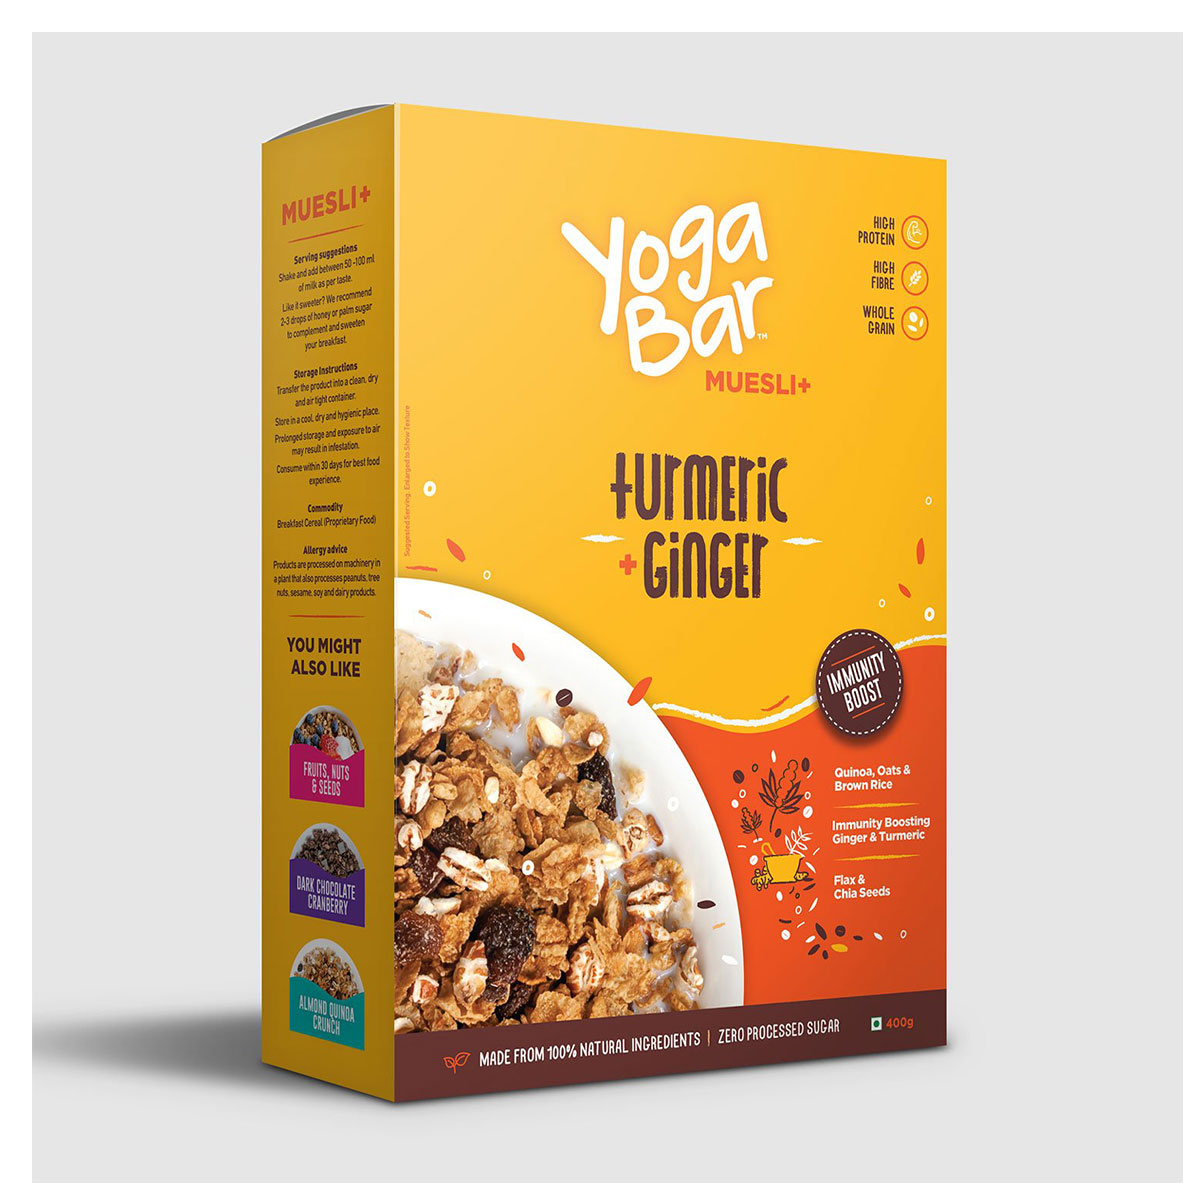 MUESLI+
Serving suggestions
Shake and add between 50 -100 ml
of milk as per taste.
Like it sweeter? We recommend
2-3 drops of honey or palm sugar
to complement and sweeten
your breakfast.
Storage Instructions
Transfer the product into a clean, dry
and air tight container.
Store in a cool, dry and hygienic place.
Prolonged storage and exposure to air
may result in infestation.
Consume within 30 days for best food
experience.
Commodity
Breakfast Cereal (Proprietary Food)
Allergy advice
Products are processed on machinery in
a plant that also processes peanuts, tree
nuts, sesame, soy and dairy products.
YOU MIGHT
ALSO LIKE
FRUITS, NUTS
& SEEDS
DARK CHOCOLATE
CRANBERRY
ALMOND QUINOA
CRUNCH
Suggested Serving. Enlarged to Show Texture
Yoga
Bar™
MUESLI+
HIGH
PROTEIN
HIGH
FIBRE
WHOLE
GRAIN
turmeric
+ Ginger
IMMUNITY
BOOST
Quinoa, Oats &
Brown Rice
Immunity Boosting
Ginger & Turmeric
Flax &
Chia Seeds
MADE FROM 100% NATURAL INGREDIENTS | ZERO PROCESSED SUGAR
400g